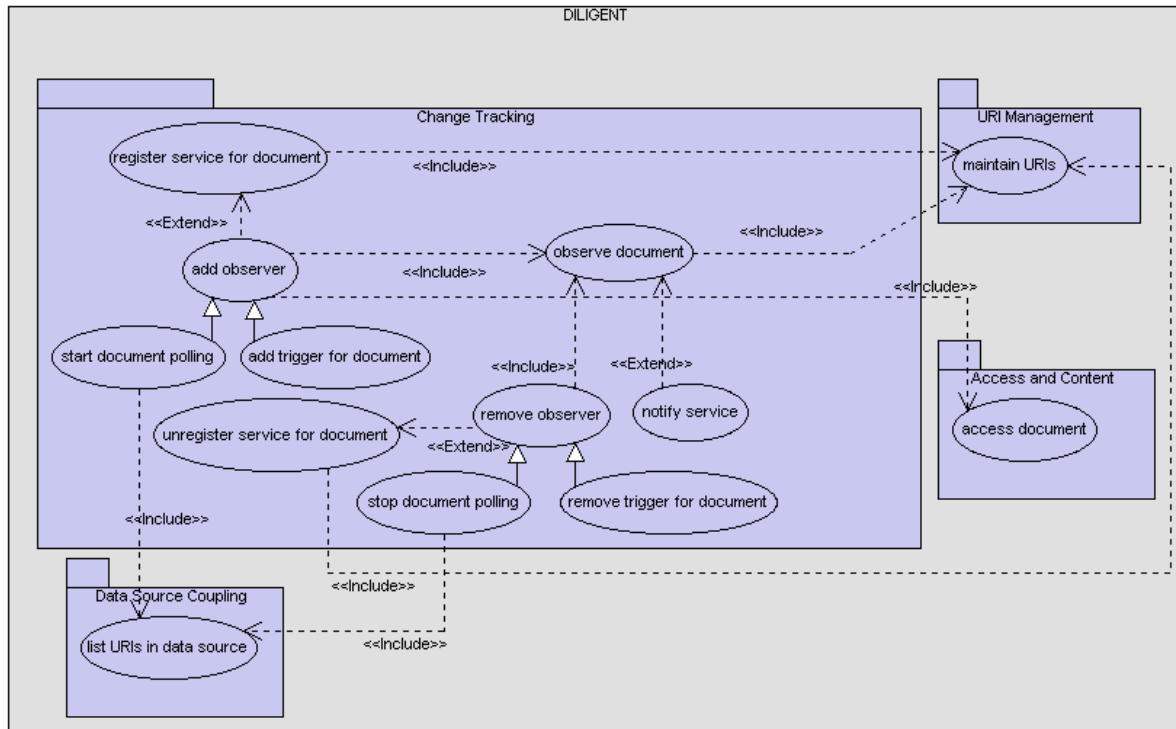 DILIGENT
Change Tracking
URI Management
register service for document
<<Include>>
maintain URIs
<<Extend>>
<<Include>>
add observer
observe document
<<Include>>
<<Include>>
start document polling
add trigger for document
<<Include>>
<<Extend>>
Access and Content
remove observer
notify service
unregister service for document
access document
<<Extend>>
stop document polling
remove trigger for document
<<Include>>
<<Include>>
Data Source Coupling
list URIs in data source
<<Include>>